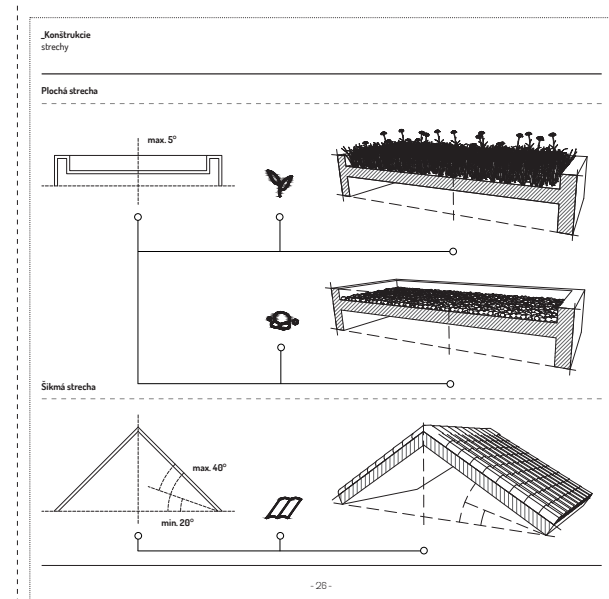 _Konštrukcie
strechy
Plochá strecha
max. 5°
Šikmá strecha
max. 40°
min. 20°
- 26 -